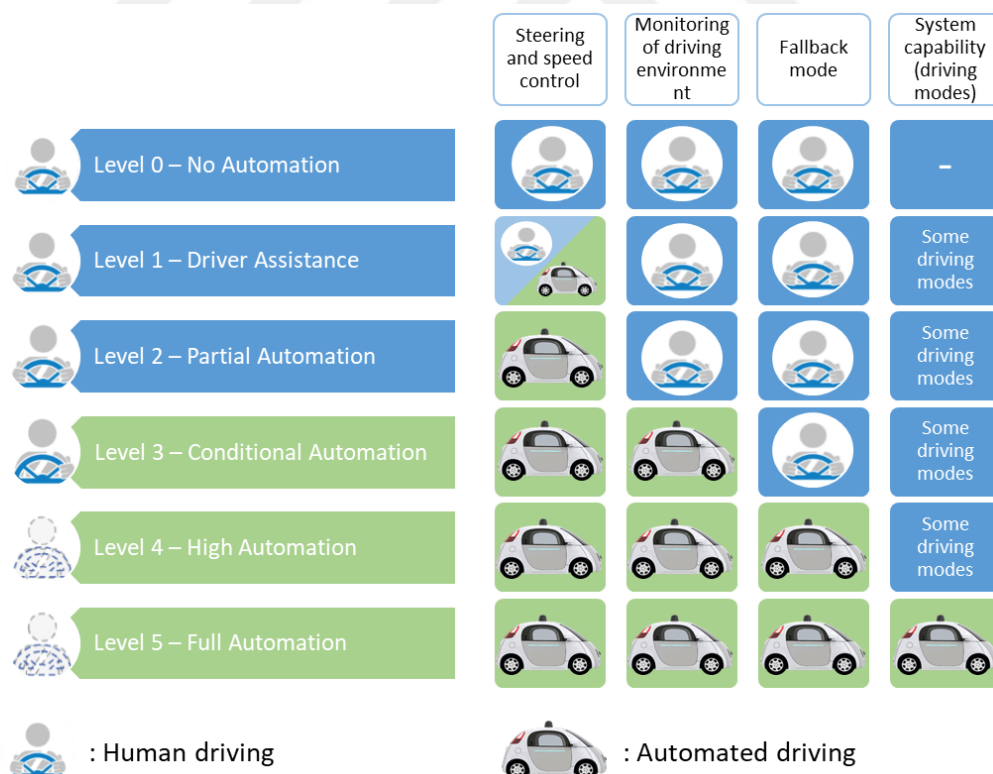 Steering
and speed
control
Monitoring
of driving
environme
nt
Fallback
mode
System
capability
(driving
modes)
Level 0 – No Automation
-
Level 1 – Driver Assistance
Some
driving
modes
Level 2 – Partial Automation
Some
driving
modes
Level 3 – Conditional Automation
Some
driving
modes
Level 4 – High Automation
Some
driving
modes
Level 5 – Full Automation
: Human driving
: Automated driving